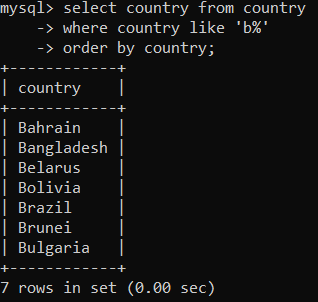 mysql> select country from country
    -> where country like 'b%'
    -> order by country;
+------------+
| country    |
+------------+
| Bahrain    |
| Bangladesh |
| Belarus    |
| Bolivia    |
| Brazil     |
| Brunei     |
| Bulgaria   |
+------------+
7 rows in set (0.00 sec)